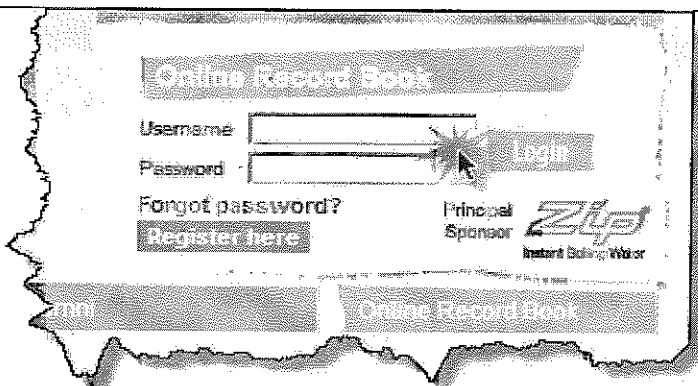 Online Record Book
Username
Password
Login
Forgot password?
Register here
Principal
Sponsor
Zip
Instant Boiling Water
mni
Online Record Book